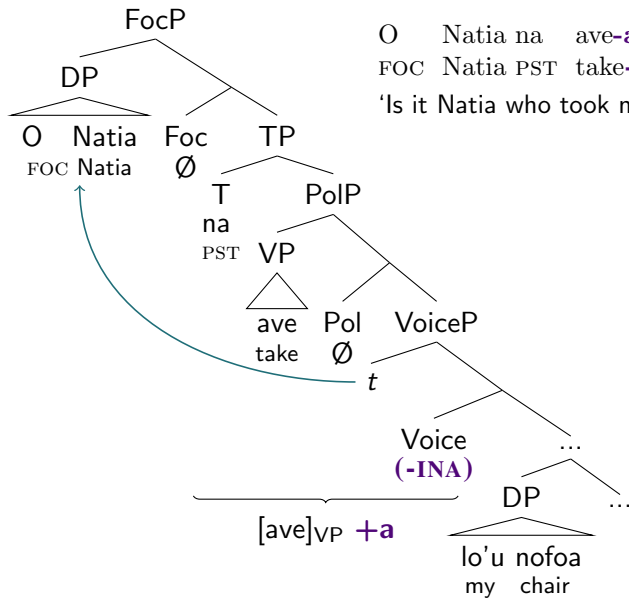 FocP
O Natia na ave-a
FOC Natia PST take-
'Is it Natia who took
DP
O Natia
FOC Natia
Foc
Ø
TP
T
na
PST
PolP
VP
ave
take
Pol
Ø
VoiceP
t
Voice
(-INA)
...
DP
...
lo'u nofoa
my chair
[ave]VP +a